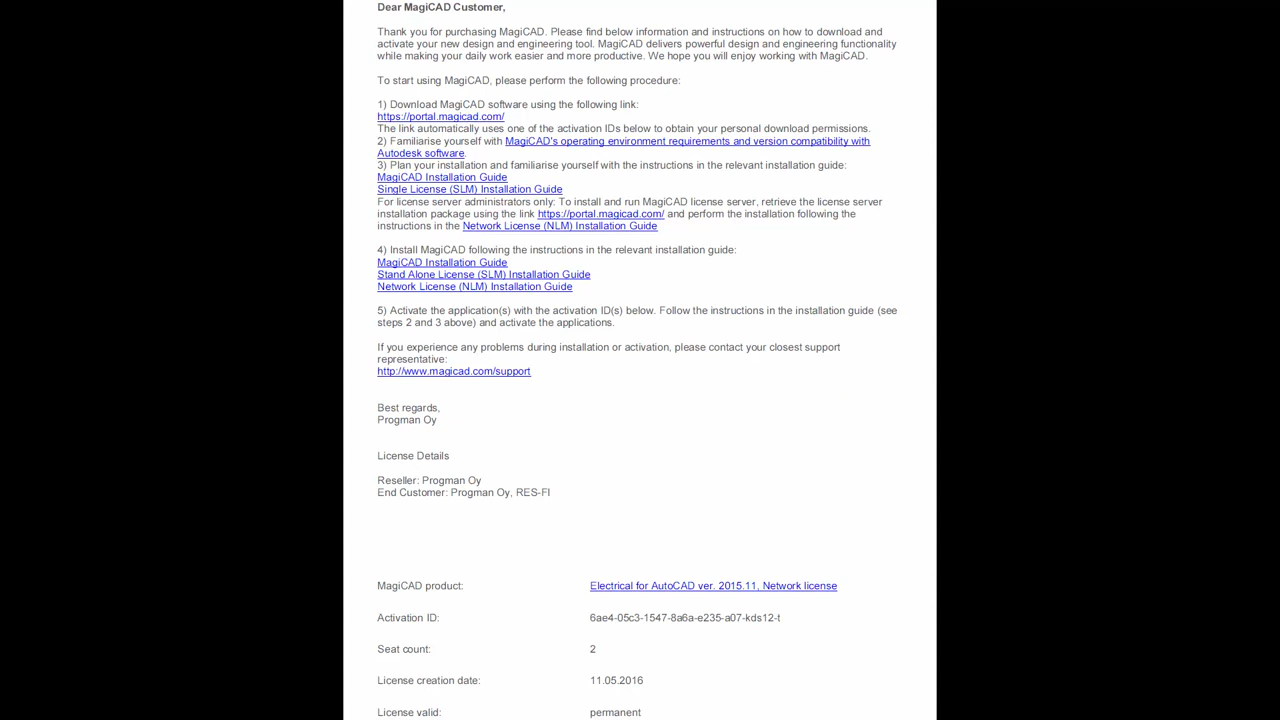 Dear MagiCAD Customer,
Thank you for purchasing MagiCAD. Please find below information and instructions on how to download and
activate your new design and engineering tool. MagiCAD delivers powerful design and engineering functionality
while making your daily work easier and more productive. We hope you will enjoy working with MagiCAD.
To start using MagiCAD, please perform the following procedure:
1) Download MagiCAD software using the following link:
https://portal.magicad.com/
The link automatically uses one of the activation IDs below to obtain your personal download permissions.
2) Familiarise yourself with MagiCAD's operating environment requirements and version compatibility with
Autodesk software.
3) Plan your installation and familiarise yourself with the instructions in the relevant installation guide:
MagiCAD Installation Guide
Single License (SLM) Installation Guide
For license server administrators only: To install and run MagiCAD license server, retrieve the license server
installation package using the link https://portal.magicad.com/ and perform the installation following the
instructions in the Network License (NLM) Installation Guide
4) Install MagiCAD following the instructions in the relevant installation guide:
MagiCAD Installation Guide
Stand Alone License (SLM) Installation Guide
Network License (NLM) Installation Guide
5) Activate the application(s) with the activation ID(s) below. Follow the instructions in the installation guide (see
steps 2 and 3 above) and activate the applications.
If you experience any problems during installation or activation, please contact your closest support
representative:
http://www.magicad.com/support
Best regards,
Progman Oy
License Details
Reseller: Progman Oy
End Customer: Progman Oy, RES-FI
MagiCAD product: Electrical for AutoCAD ver. 2015.11, Network license
Activation ID: 6ae4-05c3-1547-8a6a-e235-a07-kds12-t
Seat count: 2
License creation date: 11.05.2016
License valid: permanent